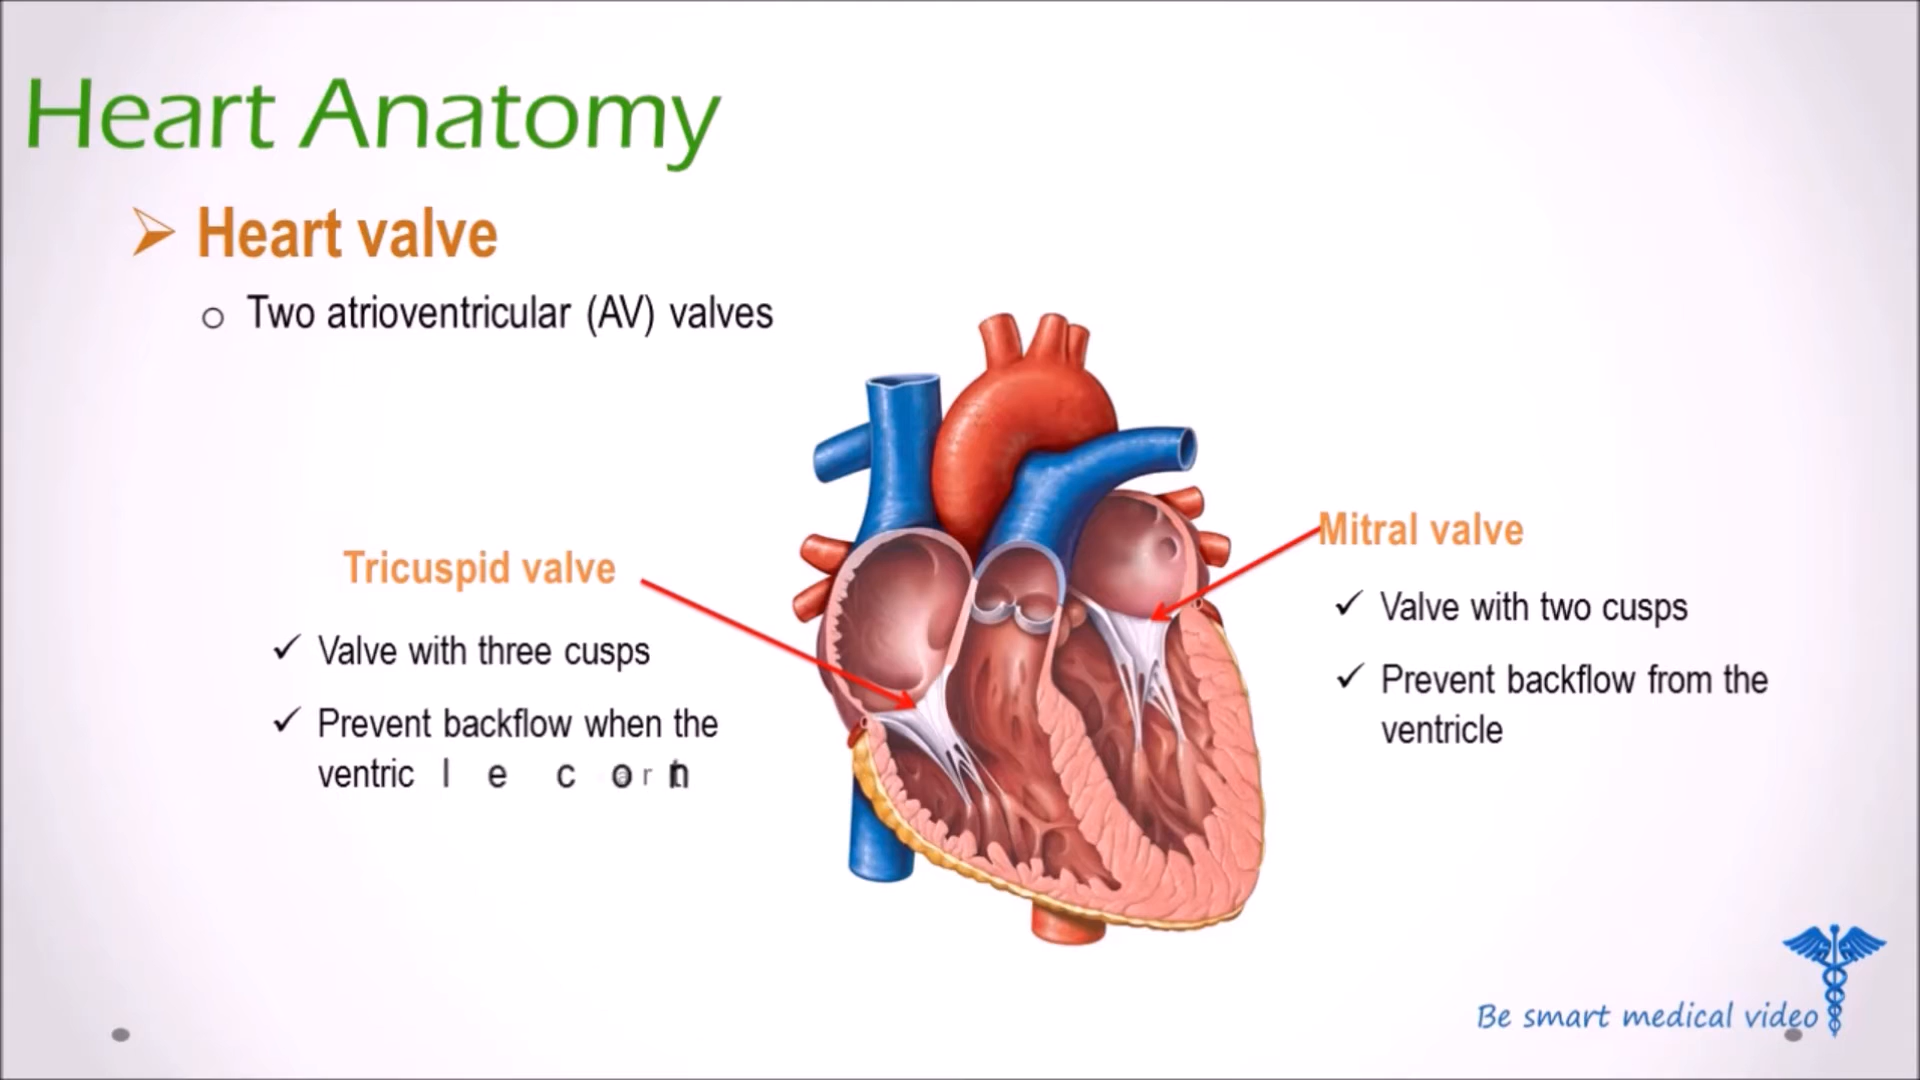 Heart Anatomy
Heart valve
Two atrioventricular (AV) valves
Tricuspid valve
Valve with three cusps
Prevent backflow when the
ventricle
Mitral valve
Valve with two cusps
Prevent backflow from the
ventricle
Be smart medical video